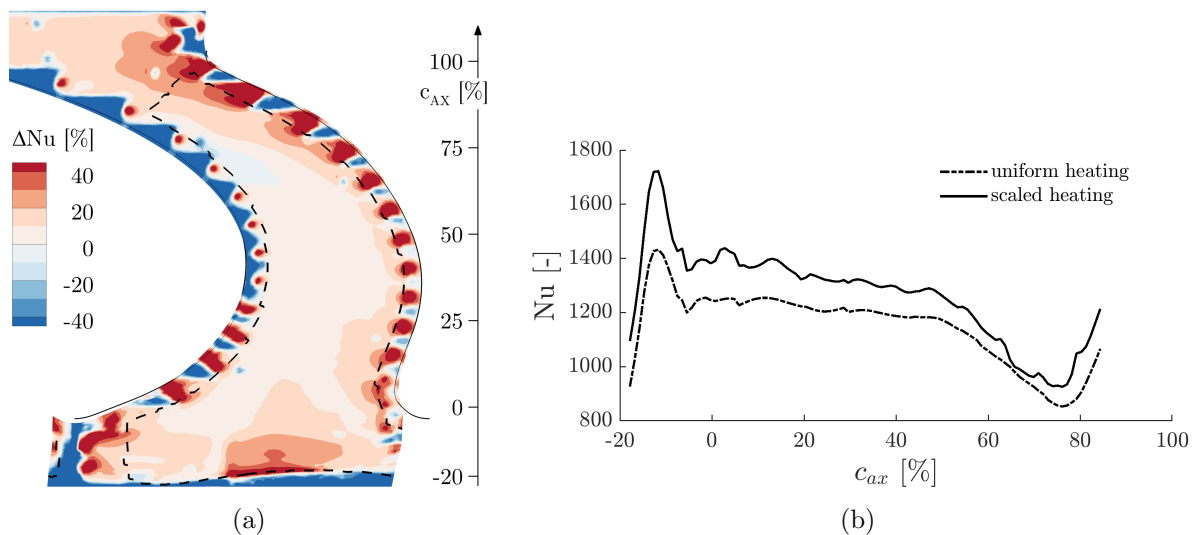 100
c_AX [%]
75
50
25
0
-20
ΔNu [%]
40
20
0
-20
-40
(a)
1800
1600
1400
1200
1000
800
Nu [-]
uniform heating
scaled heating
-20 0 20 40 60 80 100
c_ax [%]
(b)